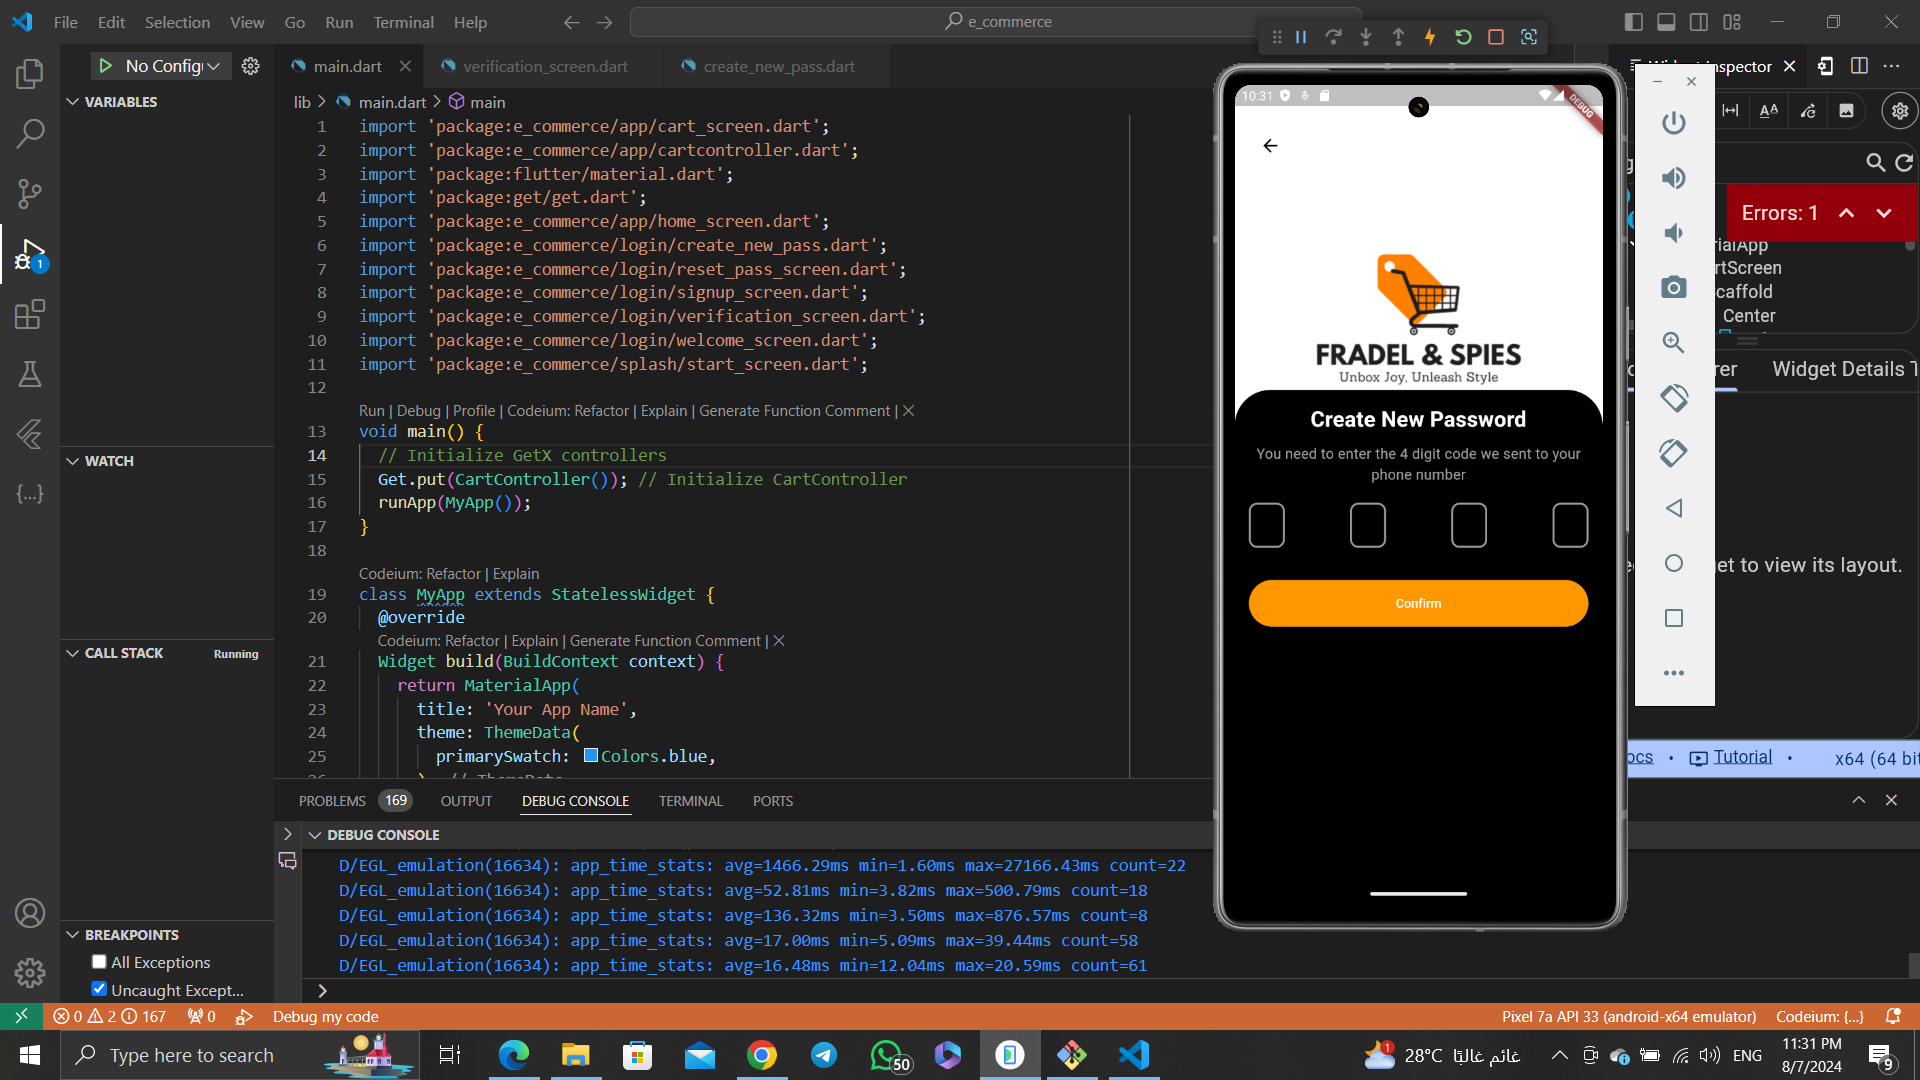 File Edit Selection View Go Run Terminal Help
e_commerce
No Config
main.dart
verification_screen.dart
create_new_pass.dart
Inspector
VARIABLES
lib > main.dart > main
1 import 'package:e_commerce/app/cart_screen.dart';
2 import 'package:e_commerce/app/cartcontroller.dart';
3 import 'package:flutter/material.dart';
4 import 'package:get/get.dart';
5 import 'package:e_commerce/app/home_screen.dart';
6 import 'package:e_commerce/login/create_new_pass.dart';
7 import 'package:e_commerce/login/reset_pass_screen.dart';
8 import 'package:e_commerce/login/signup_screen.dart';
9 import 'package:e_commerce/login/verification_screen.dart';
10 import 'package:e_commerce/login/welcome_screen.dart';
11 import 'package:e_commerce/splash/start_screen.dart';
12
Run | Debug | Profile | Codeium: Refactor | Explain | Generate Function Comment | X
13 void main() {
14 // Initialize GetX controllers
15 Get.put(CartController()); // Initialize CartController
16 runApp(MyApp());
17 }
18
Codeium: Refactor | Explain
19 class MyApp extends StatelessWidget {
20 @override
Codeium: Refactor | Explain | Generate Function Comment | X
21 Widget build(BuildContext context) {
22 return MaterialApp(
23 title: 'Your App Name',
24 theme: ThemeData(
25 primarySwatch: Colors.blue,
WATCH
CALL STACK
Running
BREAKPOINTS
All Exceptions
Uncaught Except...
1
10:31
DEBUG
FRADEL & SPIES
Unbox Joy, Unleash Style
Create New Password
You need to enter the 4 digit code we sent to your
phone number
Confirm
Errors: 1
rialApp
rtScreen
caffold
Center
rer
Widget Details T
et to view its layout.
ocs • Tutorial • x64 (64 bit
PROBLEMS 169 OUTPUT DEBUG CONSOLE TERMINAL PORTS
DEBUG CONSOLE
D/EGL_emulation(16634): app_time_stats: avg=1466.29ms min=1.60ms max=27166.43ms count=22
D/EGL_emulation(16634): app_time_stats: avg=52.81ms min=3.82ms max=500.79ms count=18
D/EGL_emulation(16634): app_time_stats: avg=136.32ms min=3.50ms max=876.57ms count=8
D/EGL_emulation(16634): app_time_stats: avg=17.00ms min=5.09ms max=39.44ms count=58
D/EGL_emulation(16634): app_time_stats: avg=16.48ms min=12.04ms max=20.59ms count=61
0 2 167 0 Debug my code
Pixel 7a API 33 (android-x64 emulator) Codeium: {...}
Type here to search
50
1
28°C غائم غالبًا
ENG
11:31 PM
8/7/2024
9